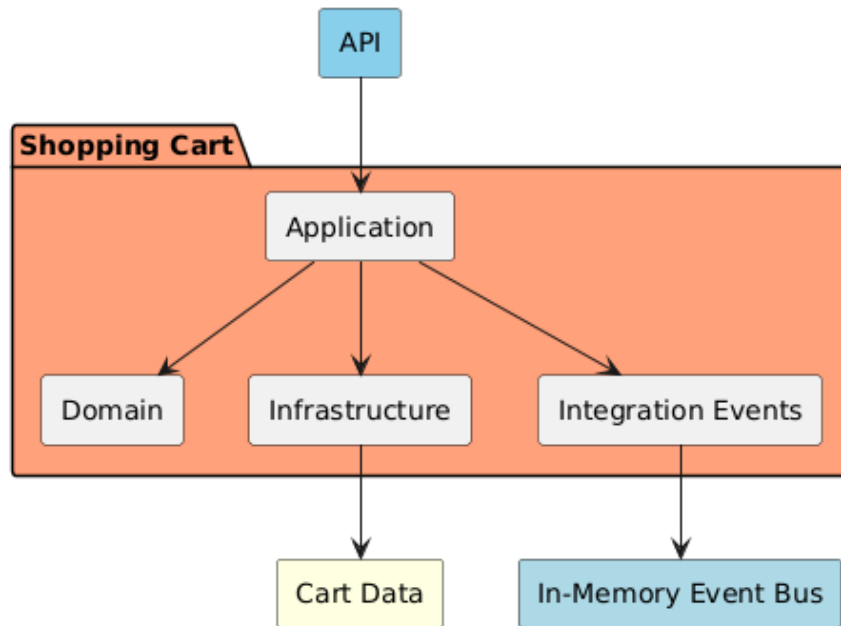 API
Shopping Cart
Application
Domain
Infrastructure
Integration Events
Cart Data
In-Memory Event Bus